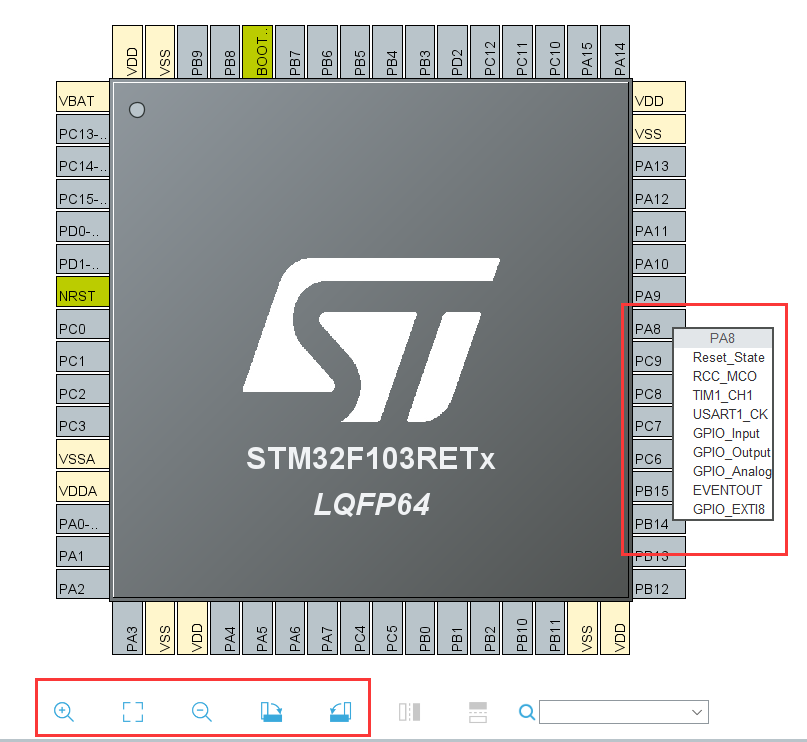 VDD
VSS
PB9
PB8
BOOT..
PB7
PB6
PB5
PB4
PB3
PD2
PC12
PC11
PC10
PA15
PA14
VBAT
PC13-..
PC14-..
PC15-..
PD0-..
PD1-..
NRST
PC0
PC1
PC2
PC3
VSSA
VDDA
PA0-..
PA1
PA2
STM32F103RETx
LQFP64
VDD
VSS
PA13
PA12
PA11
PA10
PA9
PA8
PC9
PC8
PC7
PC6
PB15
PB14
PB13
PB12
PA8
Reset_State
RCC_MCO
TIM1_CH1
USART1_CK
GPIO_Input
GPIO_Output
GPIO_Analog
EVENTOUT
GPIO_EXTI8
PA3
VSS
VDD
PA4
PA5
PA6
PA7
PC4
PC5
PB0
PB1
PB2
PB10
PB11
VSS
VDD